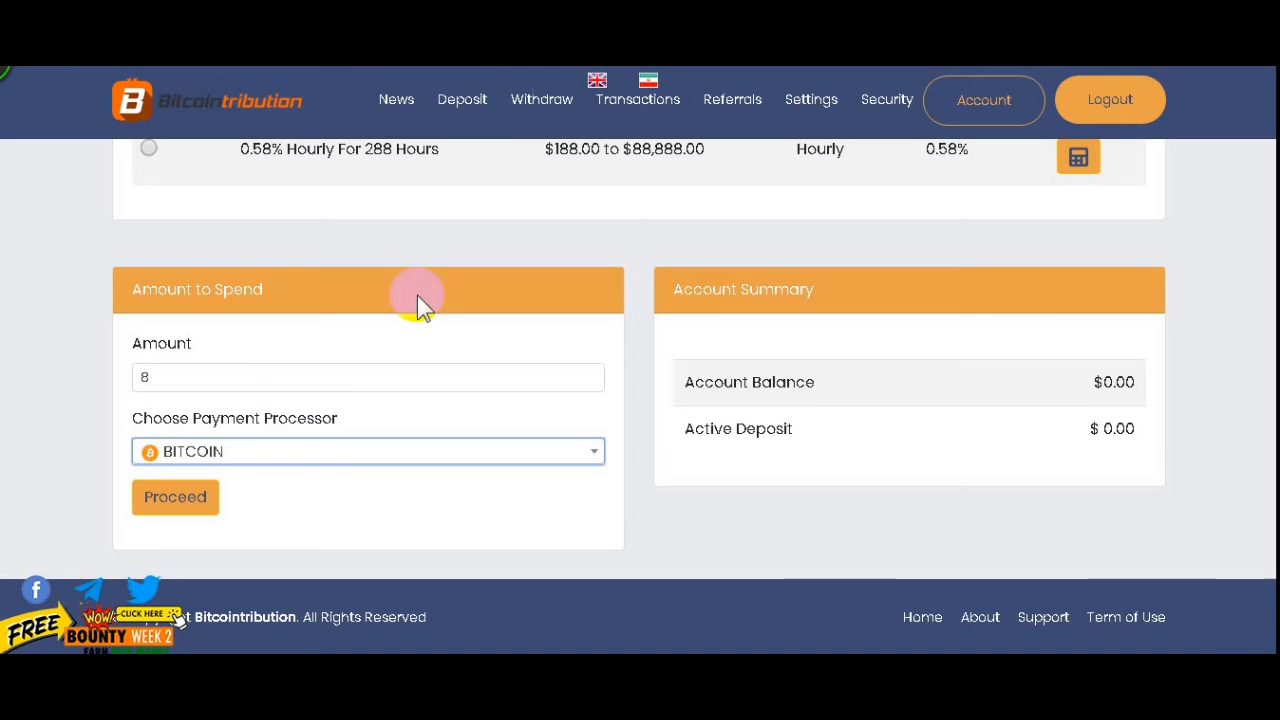 Bitcointribution
News Deposit Withdraw Transactions Referrals Settings Security Account Logout
0.58% Hourly For 288 Hours $188.00 to $88,888.00 Hourly 0.58%
Amount to Spend
Amount
8
Choose Payment Processor
BITCOIN
Proceed
Account Summary
Account Balance $0.00
Active Deposit $ 0.00
Bitcointribution. All Rights Reserved
Home About Support Term of Use
WOW
CLICK HERE
FREE
BOUNTY WEEK 2